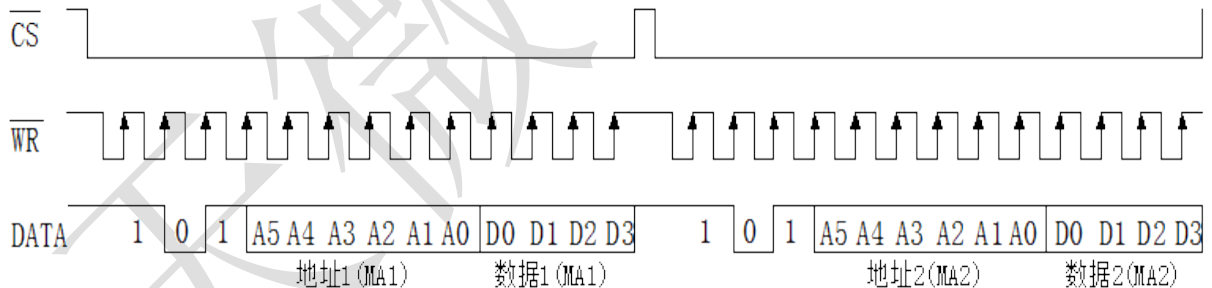 CS
WR
DATA 1 0 1 A5 A4 A3 A2 A1 A0 D0 D1 D2 D3 1 0 1 A5 A4 A3 A2 A1 A0 D0 D1 D2 D3
地址1(MA1) 数据1(MA1) 地址2(MA2) 数据2(MA2)